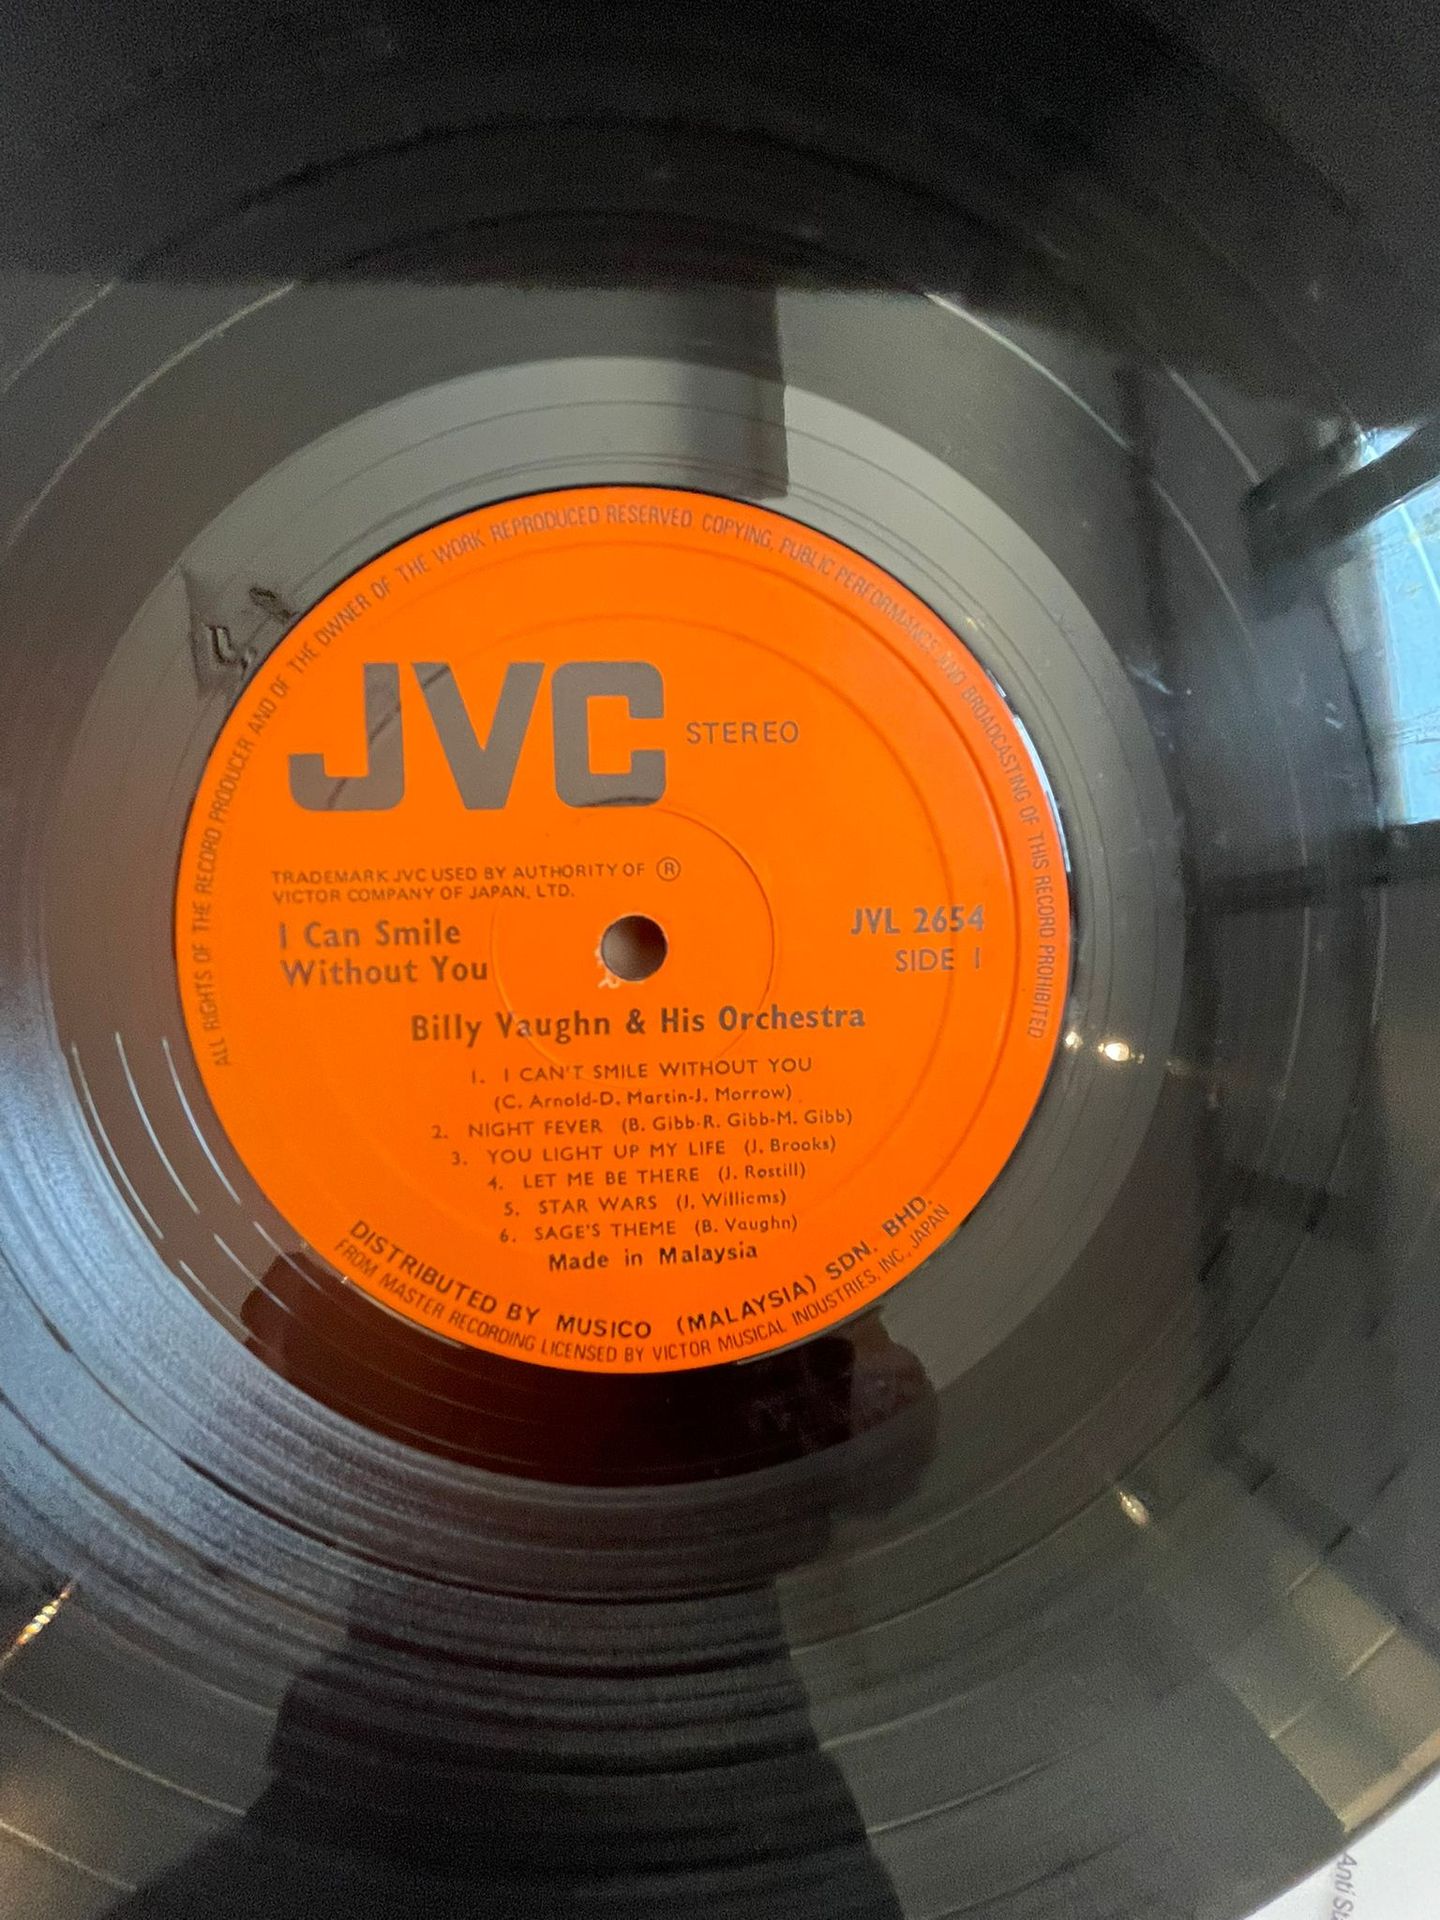 ALL RIGHTS OF THE RECORD PRODUCER AND OF THE OWNER OF THE WORK REPRODUCED RESERVED COPYING, PUBLIC PERFORMANCE AND BROADCASTING OF THIS RECORD PROHIBITED
JVC STEREO
TRADEMARK JVC USED BY AUTHORITY OF ®
VICTOR COMPANY OF JAPAN, LTD.
I Can Smile
Without You
JVL 2654
SIDE 1
Billy Vaughn & His Orchestra
1. I CAN'T SMILE WITHOUT YOU
(C. Arnold-D. Martin-J. Morrow)
2. NIGHT FEVER (B. Gibb-R. Gibb-M. Gibb)
3. YOU LIGHT UP MY LIFE (J. Brooks)
4. LET ME BE THERE (J. Rostill)
5. STAR WARS (J. Williems)
6. SAGE'S THEME (B. Vaughn)
Made in Malaysia
DISTRIBUTED BY MUSICO (MALAYSIA) SDN. BHD.
FROM MASTER RECORDING LICENSED BY VICTOR MUSICAL INDUSTRIES, INC., JAPAN
Anti